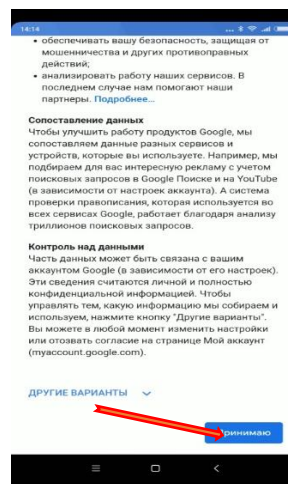 14:14
• обеспечивать вашу безопасность, защищая от
мошенничества и других противоправных
действий;
• анализировать работу наших сервисов. В
последнем случае нам помогают наши
партнеры. Подробнее...
Сопоставление данных
Чтобы улучшить работу продуктов Google, мы
сопоставляем данные разных сервисов и
устройств, которые вы используете. Например, мы
подбираем для вас интересную рекламу с учетом
поисковых запросов в Google Поиске и на YouTube
(в зависимости от настроек аккаунта). А система
проверки правописания, которая используется во
всех сервисах Google, работает благодаря анализу
триллионов поисковых запросов.
Контроль над данными
Часть данных может быть связана с вашим
аккаунтом Google (в зависимости от его настроек).
Эти сведения считаются личной и полностью
конфиденциальной информацией. Чтобы
управлять тем, какую информацию мы собираем и
используем, нажмите кнопку "Другие варианты".
Вы можете в любой момент изменить настройки
или отозвать согласие на странице Мой аккаунт
(myaccount.google.com).
ДРУГИЕ ВАРИАНТЫ
Принимаю